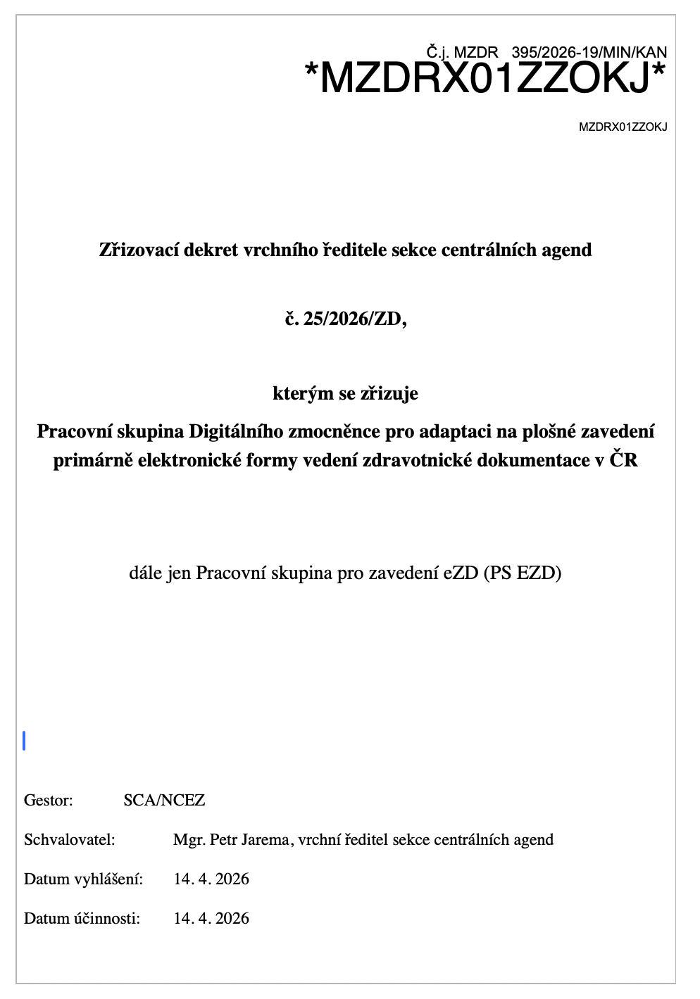 Č.j. MZDR 395/2026-19/MIN/KAN
*MZDRX01ZZOKJ*
MZDRX01ZZOKJ
Zřizovací dekret vrchního ředitele sekce centrálních agend
č. 25/2026/ZD,
kterým se zřizuje
Pracovní skupina Digitálního zmocněnce pro adaptaci na plošné zavedení
primárně elektronické formy vedení zdravotnické dokumentace v ČR
dále jen Pracovní skupina pro zavedení eZD (PS EZD)
Gestor: SCA/NCEZ
Schvalovatel: Mgr. Petr Jarema, vrchní ředitel sekce centrálních agend
Datum vyhlášení: 14. 4. 2026
Datum účinnosti: 14. 4. 2026